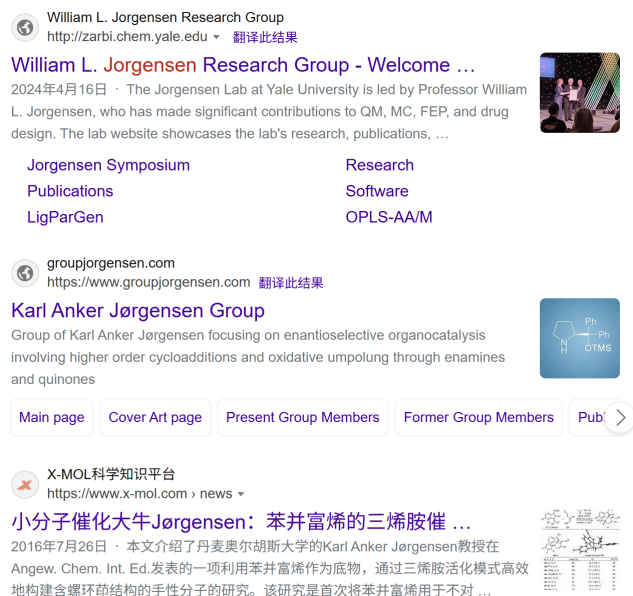 William L. Jorgensen Research Group
http://zarbi.chem.yale.edu 翻译此结果
William L. Jorgensen Research Group - Welcome …
2024年4月16日 · The Jorgensen Lab at Yale University is led by Professor William
L. Jorgensen, who has made significant contributions to QM, MC, FEP, and drug
design. The lab website showcases the lab's research, publications, …
Jorgensen Symposium
Research
Publications
Software
LigParGen
OPLS-AA/M
groupjorgensen.com
https://www.groupjorgensen.com 翻译此结果
Karl Anker Jørgensen Group
Group of Karl Anker Jørgensen focusing on enantioselective organocatalysis
involving higher order cycloadditions and oxidative umpolung through enamines
and quinones
Ph
Ph
N
H
OTMS
Main page
Cover Art page
Present Group Members
Former Group Members
X-MOL科学知识平台
https://www.x-mol.com › news
小分子催化大牛Jørgensen：苯并富烯的三烯胺催 …
2016年7月26日 · 本文介绍了丹麦奥尔胡斯大学的Karl Anker Jørgensen教授在
Angew. Chem. Int. Ed.发表的一项利用苯并富烯作为底物，通过三烯胺活化模式高效
地构建含螺环茚结构的手性分子的研究。该研究是首次将苯并富烯用于不对 …